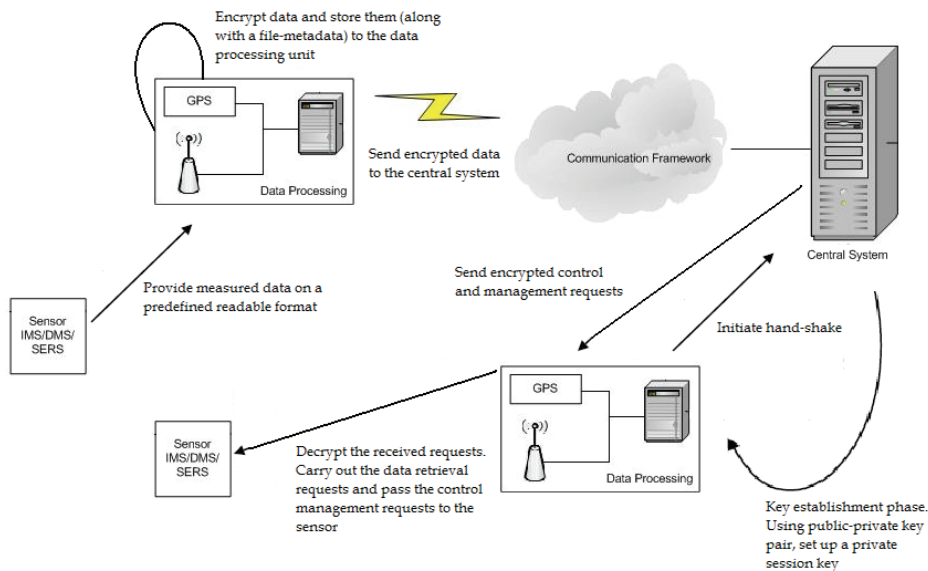 Encrypt data and store them (along
with a file-metadata) to the data
processing unit
GPS
Data Processing
Send encrypted data
to the central system
Communication Framework
Central System
Provide measured data on a
predefined readable format
Sensor
IMS/DMS/
SERS
Send encrypted control
and management requests
Initiate hand-shake
GPS
Data Processing
Sensor
IMS/DMS/
SERS
Decrypt the received requests.
Carry out the data retrieval
requests and pass the control
management requests to the
sensor
Key establishment phase.
Using public-private key
pair, set up a private
session key